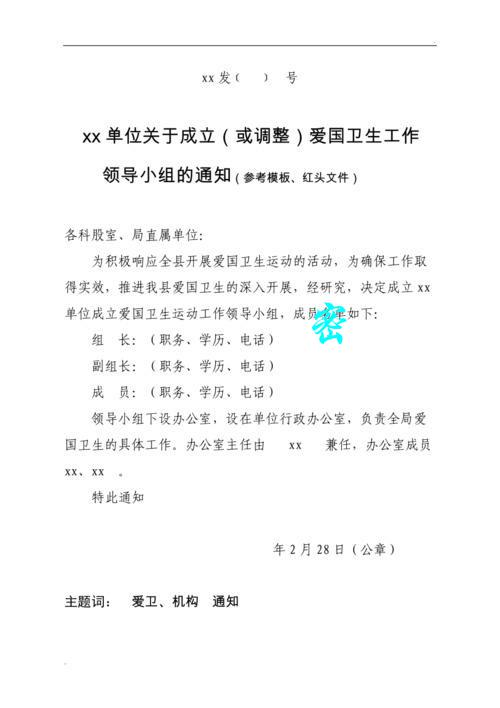 xx发（　　）　号
xx单位关于成立（或调整）爱国卫生工作
领导小组的通知（参考模板、红头文件）
各科股室、局直属单位：
为积极响应全县开展爱国卫生运动的活动，为确保工作取
得实效，推进我县爱国卫生的深入开展，经研究，决定成立xx
单位成立爱国卫生运动工作领导小组，成员名单如下：
密
组　长：（职务、学历、电话）
副组长：（职务、学历、电话）
成　员：（职务、学历、电话）
领导小组下设办公室，设在单位行政办公室，负责全局爱
国卫生的具体工作。办公室主任由　　xx　　兼任，办公室成员
xx、xx　。
特此通知
年2月28日（公章）
主题词：　爱卫、机构　通知